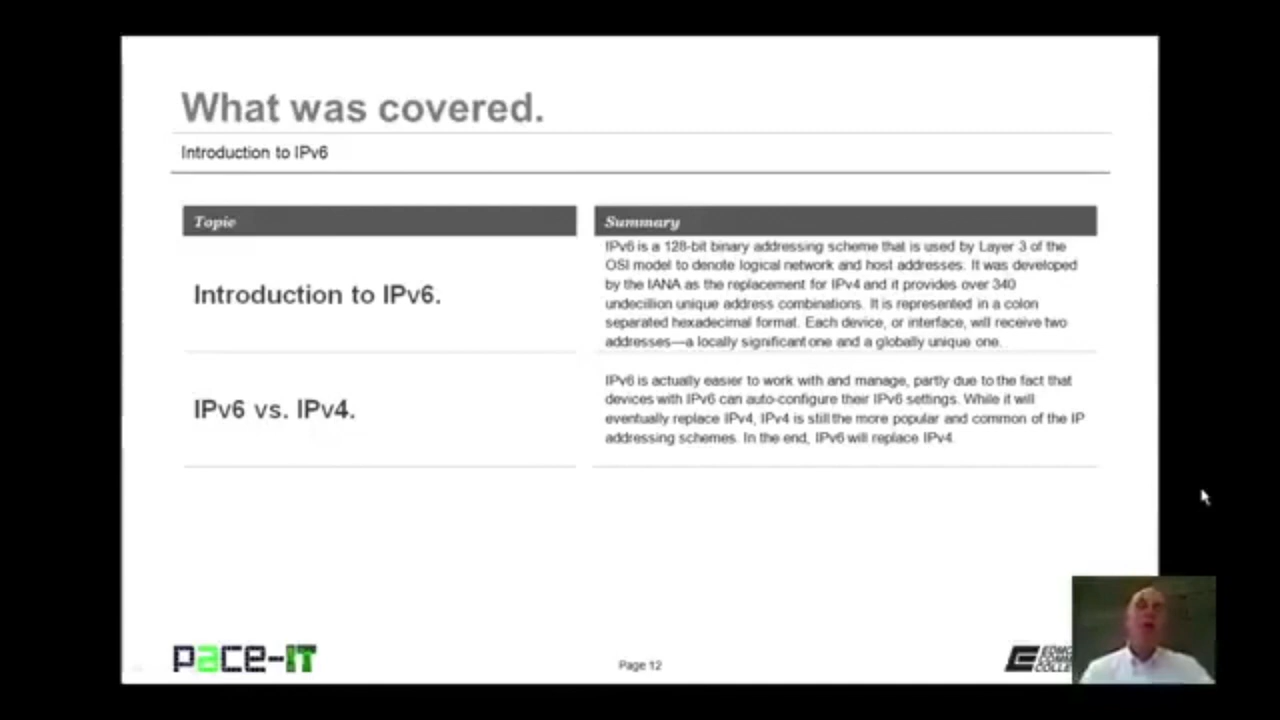 What was covered.
Introduction to IPv6
Topic
Summary
Introduction to IPv6.
IPv6 is a 128-bit binary addressing scheme that is used by Layer 3 of the
OSI model to denote logical network and host addresses. It was developed
by the IANA as the replacement for IPv4 and it provides over 340
undecillion unique address combinations. It is represented in a colon
separated hexadecimal format. Each device, or interface, will receive two
addresses—a locally significant one and a globally unique one.
IPv6 vs. IPv4.
IPv6 is actually easier to work with and manage, partly due to the fact that
devices with IPv6 can auto-configure their IPv6 settings. While it will
eventually replace IPv4, IPv4 is still the more popular and common of the IP
addressing schemes. In the end, IPv6 will replace IPv4.
pace-IT
Page 12